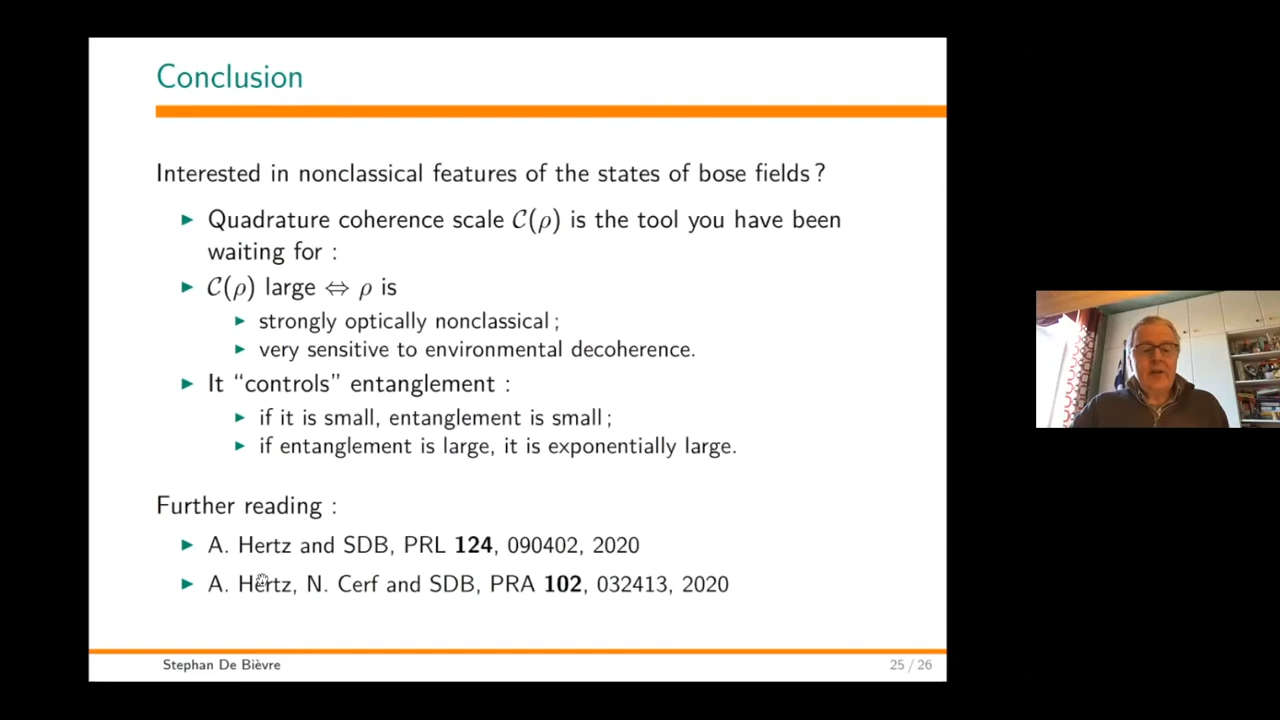 Conclusion
Interested in nonclassical features of the states of bose fields ?
▶ Quadrature coherence scale 𝒞(ρ) is the tool you have been
waiting for :
▶ 𝒞(ρ) large ⇔ ρ is
▶ strongly optically nonclassical ;
▶ very sensitive to environmental decoherence.
▶ It “controls” entanglement :
▶ if it is small, entanglement is small ;
▶ if entanglement is large, it is exponentially large.
Further reading :
▶ A. Hertz and SDB, PRL 124, 090402, 2020
▶ A. Hertz, N. Cerf and SDB, PRA 102, 032413, 2020
Stephan De Bièvre
25 / 26